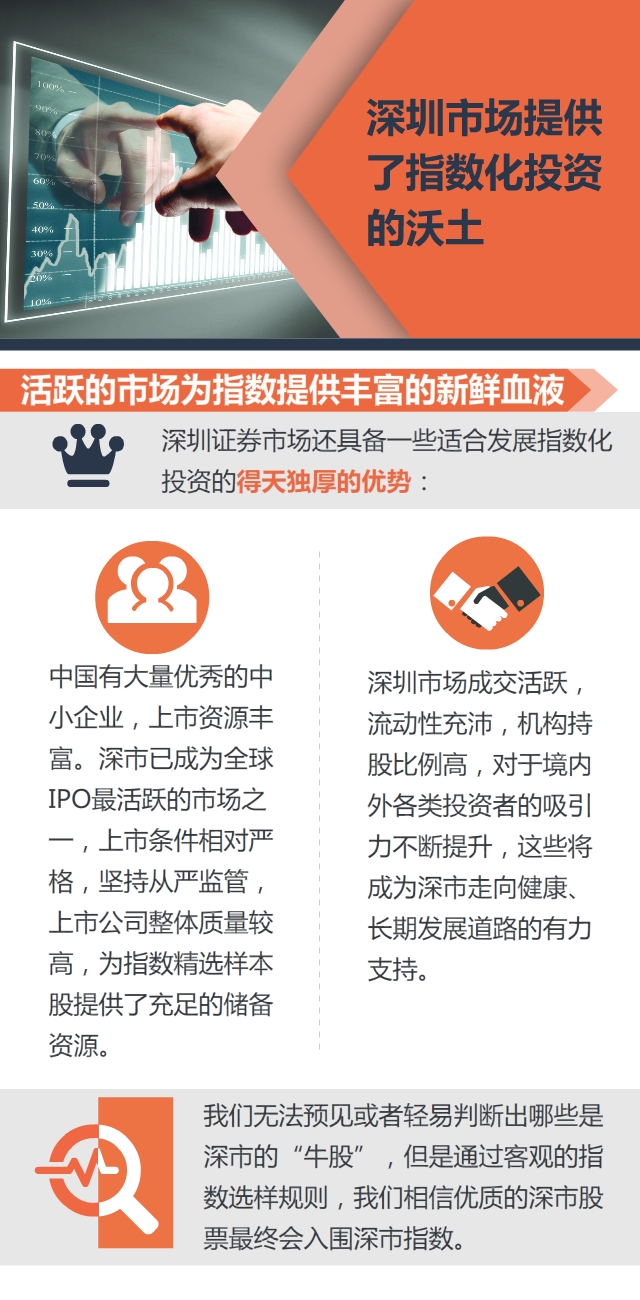 深圳市场提供
了指数化投资
的沃土
100%
90%
80%
70%
60%
50%
40%
30%
20%
10%
活跃的市场为指数提供丰富的新鲜血液
深圳证券市场还具备一些适合发展指数化
投资的得天独厚的优势：
中国有大量优秀的中
小企业，上市资源丰
富。深市已成为全球
IPO最活跃的市场之
一，上市条件相对严
格，坚持从严监管，
上市公司整体质量较
高，为指数精选样本
股提供了充足的储备
资源。
深圳市场成交活跃，
流动性充沛，机构持
股比例高，对于境内
外各类投资者的吸引
力不断提升，这些将
成为深市走向健康、
长期发展道路的有力
支持。
我们无法预见或者轻易判断出哪些是
深市的“牛股”，但是通过客观的指
数选样规则，我们相信优质的深市股
票最终会入围深市指数。